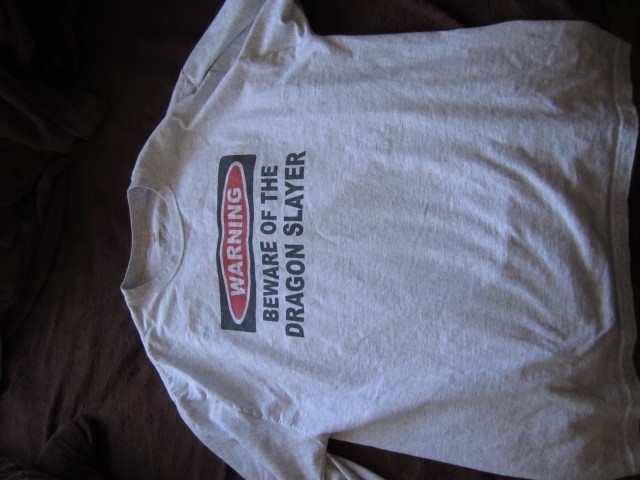 WARNING
BEWARE OF THE
DRAGON SLAYER